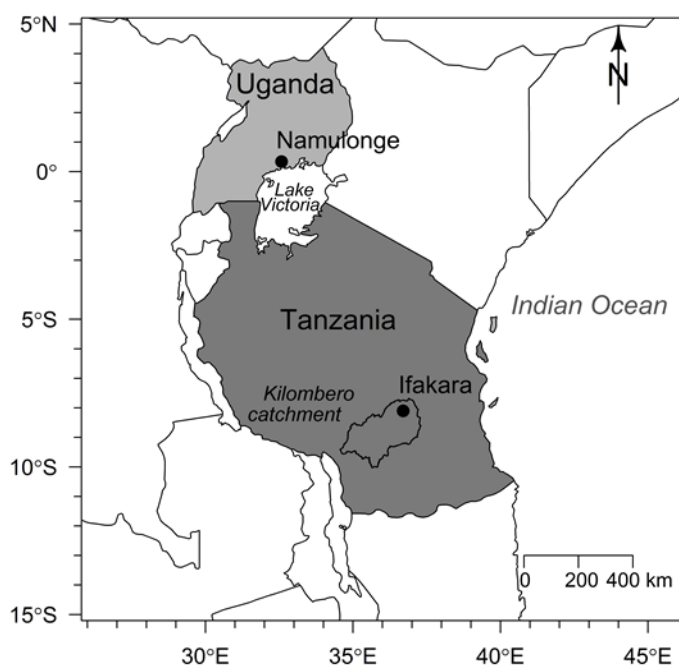 5°N
N
Uganda
Namulonge
0°
Lake
Victoria
Indian Ocean
5°S
Tanzania
Ifakara
Kilombero
catchment
10°S
0 200 400 km
15°S
30°E 35°E 40°E 45°E